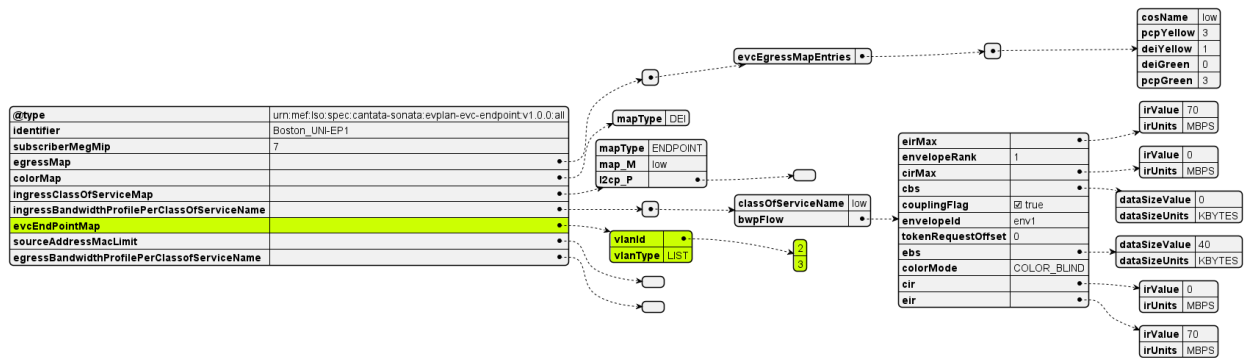 @type urn:mef:lso:spec:cantata-sonata:evplan-evc-endpoint:v1.0.0:all
identifier Boston_UNI-EP1
subscriberMegMip 7
egressMap
colorMap
ingressClassOfServiceMap
ingressBandwidthProfilePerClassOfServiceName
evcEndPointMap
sourceAddressMacLimit
egressBandwidthProfilePerClassofServiceName
mapType DEI
mapType ENDPOINT
map_M low
l2cp_P
vlanId
vlanType LIST
evcEgressMapEntries
classOfServiceName low
bwpFlow
2
3
eirMax
envelopeRank 1
cirMax
cbs
couplingFlag ☑ true
envelopeId env1
tokenRequestOffset 0
ebs
colorMode COLOR_BLIND
cir
eir
cosName low
pcpYellow 3
deiYellow 1
deiGreen 0
pcpGreen 3
irValue 70
irUnits MBPS
irValue 0
irUnits MBPS
dataSizeValue 0
dataSizeUnits KBYTES
dataSizeValue 40
dataSizeUnits KBYTES
irValue 0
irUnits MBPS
irValue 70
irUnits MBPS